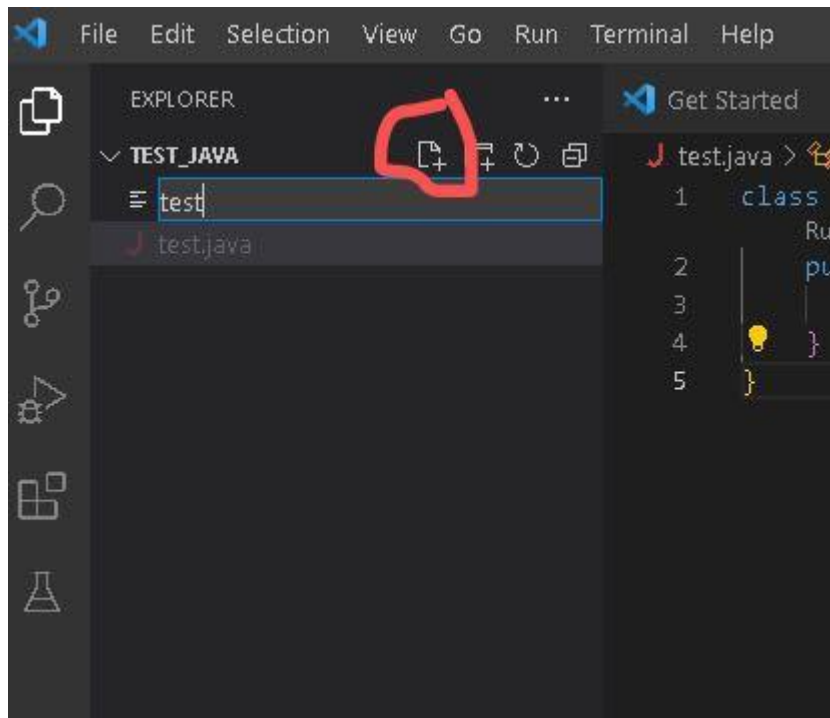 File Edit Selection View Go Run Terminal Help
EXPLORER
TEST_JAVA
test
test.java
Get Started
J test.java >
1 class
Ru
2 pu
3
4 }
5 }